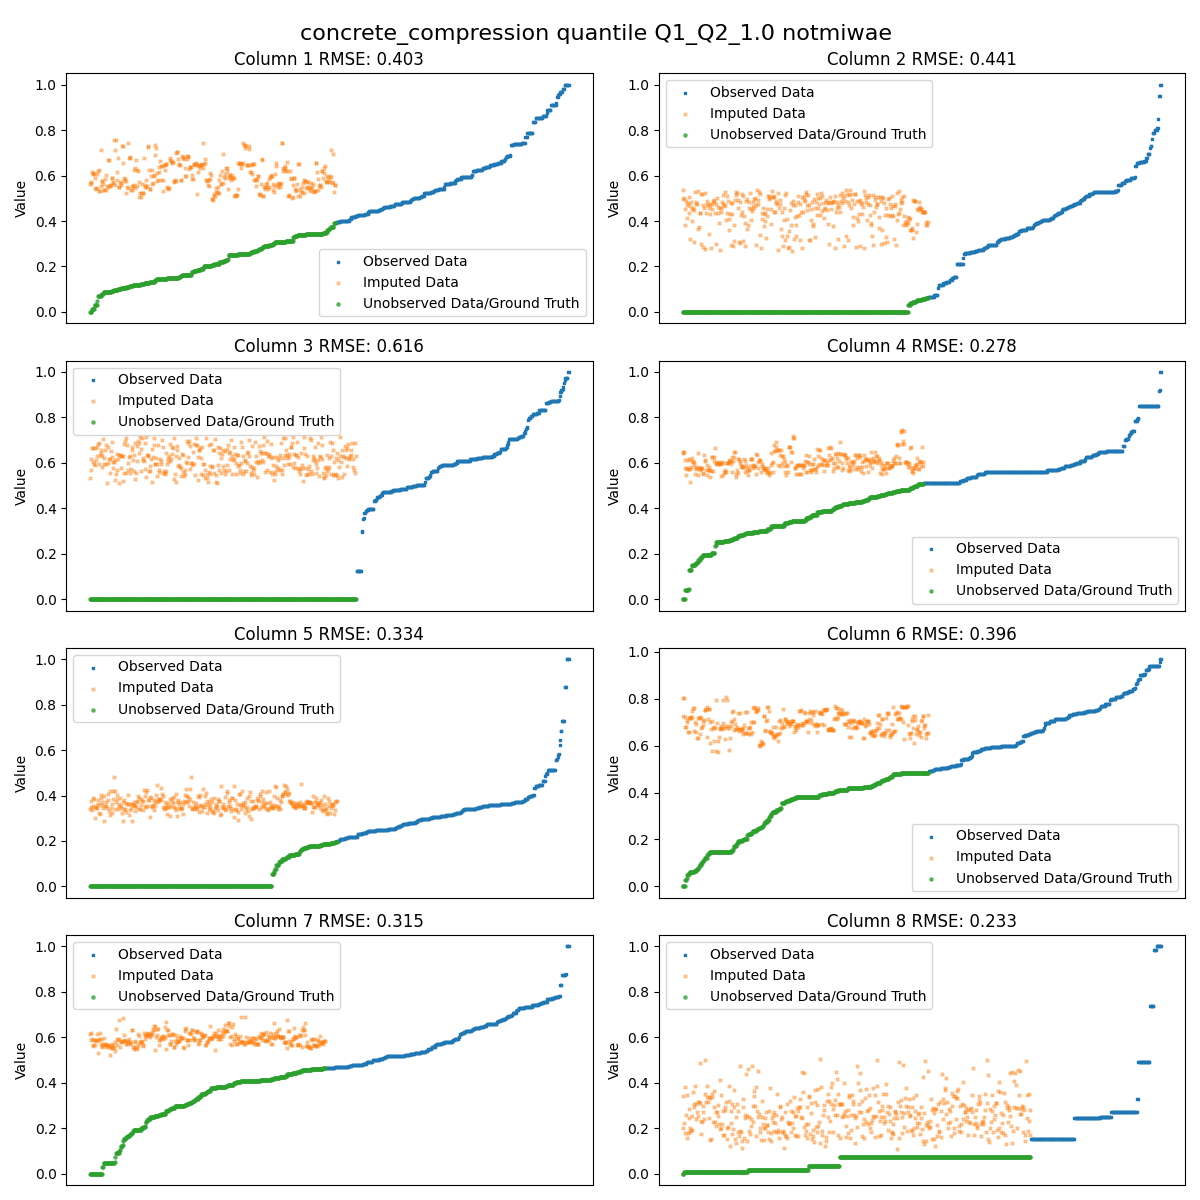 concrete_compression quantile Q1_Q2_1.0 notmiwae
Column 1 RMSE: 0.403
Value
1.0
0.8
0.6
0.4
0.2
0.0
Observed Data
Imputed Data
Unobserved Data/Ground Truth
Column 2 RMSE: 0.441
Value
1.0
0.8
0.6
0.4
0.2
0.0
Observed Data
Imputed Data
Unobserved Data/Ground Truth
Column 3 RMSE: 0.616
Value
1.0
0.8
0.6
0.4
0.2
0.0
Observed Data
Imputed Data
Unobserved Data/Ground Truth
Column 4 RMSE: 0.278
Value
1.0
0.8
0.6
0.4
0.2
0.0
Observed Data
Imputed Data
Unobserved Data/Ground Truth
Column 5 RMSE: 0.334
Value
1.0
0.8
0.6
0.4
0.2
0.0
Observed Data
Imputed Data
Unobserved Data/Ground Truth
Column 6 RMSE: 0.396
Value
1.0
0.8
0.6
0.4
0.2
0.0
Observed Data
Imputed Data
Unobserved Data/Ground Truth
Column 7 RMSE: 0.315
Value
1.0
0.8
0.6
0.4
0.2
0.0
Observed Data
Imputed Data
Unobserved Data/Ground Truth
Column 8 RMSE: 0.233
Value
1.0
0.8
0.6
0.4
0.2
0.0
Observed Data
Imputed Data
Unobserved Data/Ground Truth